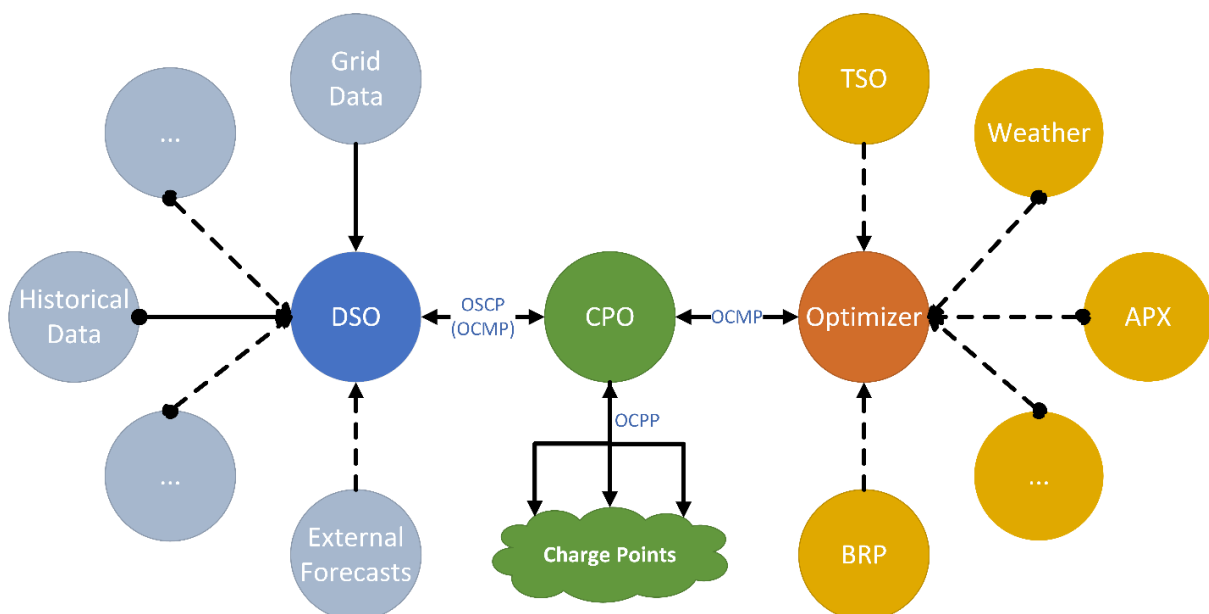 Grid
Data
TSO
...
Weather
Historical
Data
DSO
OSCP
(OCMP)
CPO
OCMP
Optimizer
APX
OCPP
...
External
Forecasts
Charge Points
BRP
...